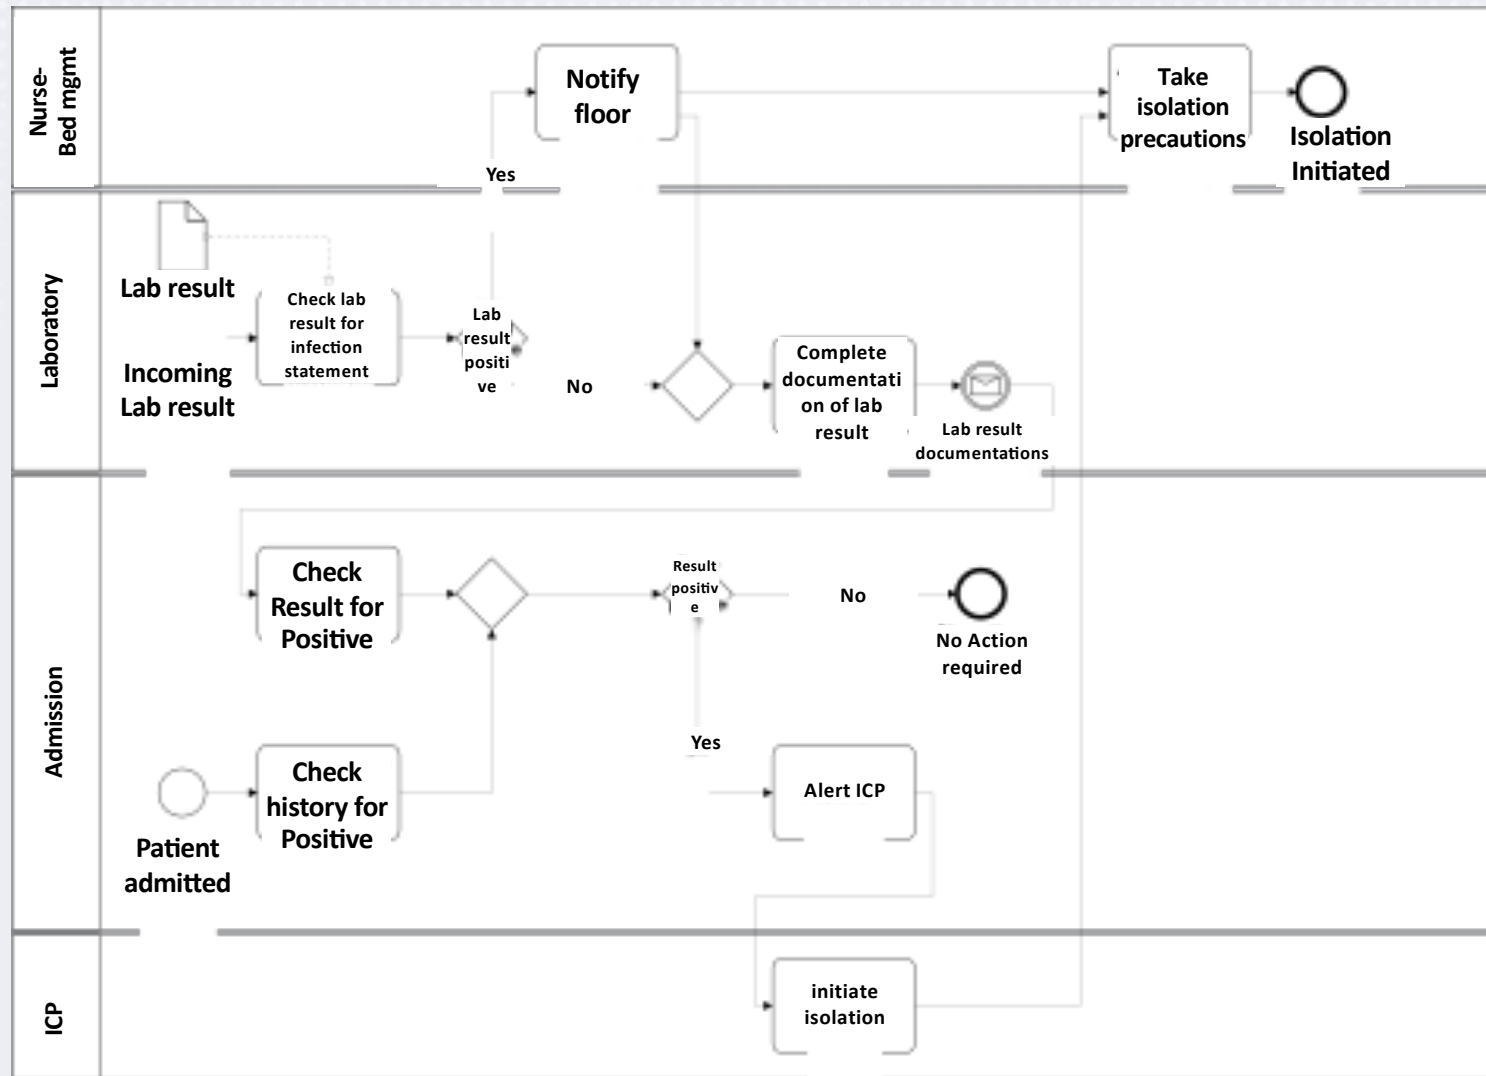 Nurse-
Bed mgmt
Notify
floor
Take
isolation
precautions
Isolation
Initiated
Yes
Laboratory
Lab result
Incoming
Lab result
Check lab
result for
infection
statement
Lab
result
positi
ve
No
Complete
documentati
on of lab
result
Lab result
documentations
Admission
Check
Result for
Positive
Result
positiv
e
No
No Action
required
Yes
Patient
admitted
Check
history for
Positive
Alert ICP
ICP
initiate
isolation